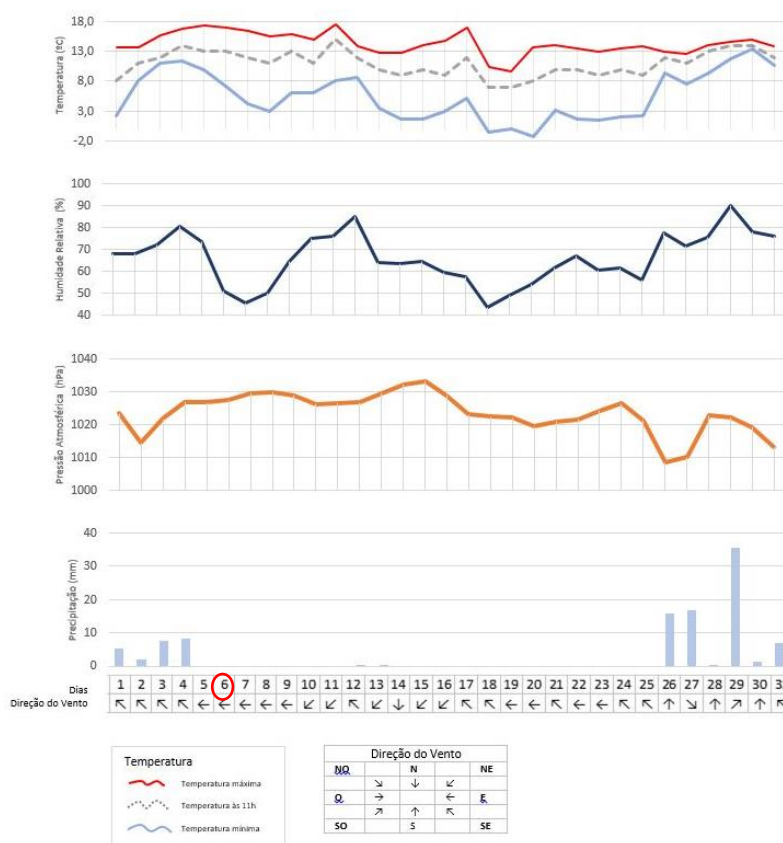 Temperatura (ºC)
18,0
13,0
8,0
3,0
-2,0
Humidade Relativa (%)
100
90
80
70
60
50
40
Pressão Atmosférica (hPa)
1040
1030
1020
1010
1000
Precipitação (mm)
40
30
20
10
0
Dias 1 2 3 4 5 6 7 8 9 10 11 12 13 14 15 16 17 18 19 20 21 22 23 24 25 26 27 28 29 30
Direção do Vento ↖ ↖ ↖ ↖ ← ← ← ← ← ↙ ↙ ↖ ↙ ↓ ↙ ↙ ↖ ↖ ← ← ↖ ← ← ↖ ↖ ↑ ↘ ↑ ↗ ↑ ↖
Temperatura
Temperatura máxima
Temperatura às 11h
Temperatura mínima
Direção do Vento
NO N NE
↘ ↓ ↙
O → ← E
↗ ↑ ↖
SO S SE